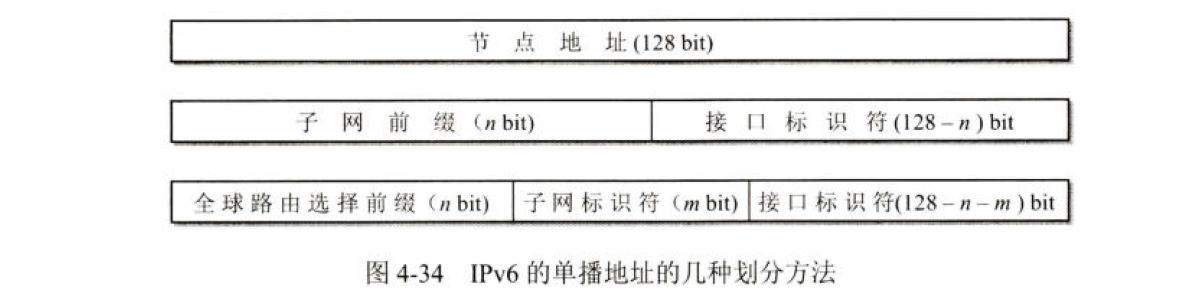 节点地址(128 bit)
子网前缀（n bit) 接口标识符(128 – n ) bit
全球路由选择前缀（n bit) 子网标识符（m bit) 接口标识符(128 – n – m ) bit
图 4-34 IPv6 的单播地址的几种划分方法